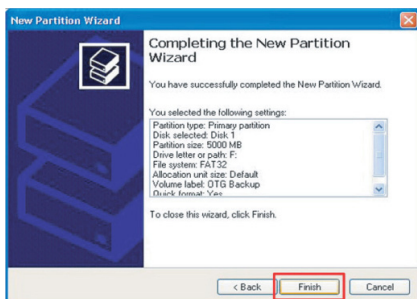 New Partition Wizard
Completing the New Partition
Wizard
You have successfully completed the New Partition Wizard.
You selected the following settings:
Partition type: Primary partition
Disk selected: Disk 1
Partition size: 5000 MB
Drive letter or path: F:
File system: FAT32
Allocation unit size: Default
Volume label: OTG Backup
Quick format: Yes
To close this wizard, click Finish.
< Back
Finish
Cancel